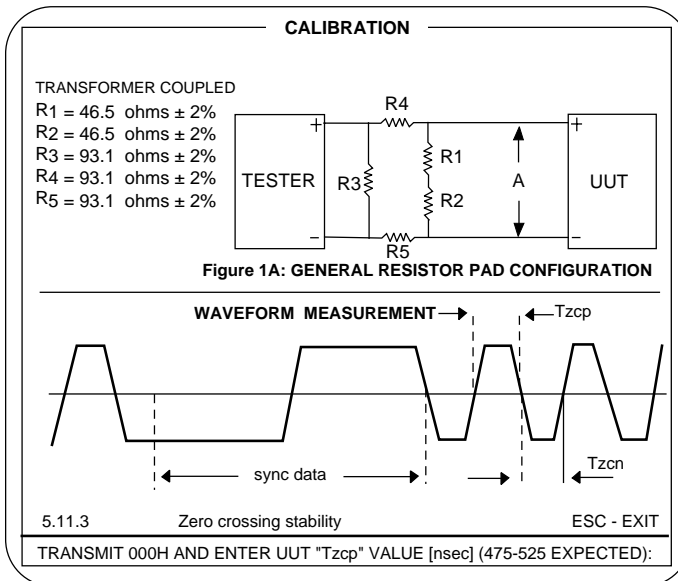 CALIBRATION
TRANSFORMER COUPLED
R1 = 46.5 ohms ± 2%
R2 = 46.5 ohms ± 2%
R3 = 93.1 ohms ± 2%
R4 = 93.1 ohms ± 2%
R5 = 93.1 ohms ± 2%
TESTER
+
−
R3
R4
R1
R2
R5
A
+
−
UUT
Figure 1A: GENERAL RESISTOR PAD CONFIGURATION
WAVEFORM MEASUREMENT
Tzcp
sync data
Tzcn
5.11.3 Zero crossing stability ESC - EXIT
TRANSMIT 000H AND ENTER UUT "Tzcp" VALUE [nsec] (475-525 EXPECTED):